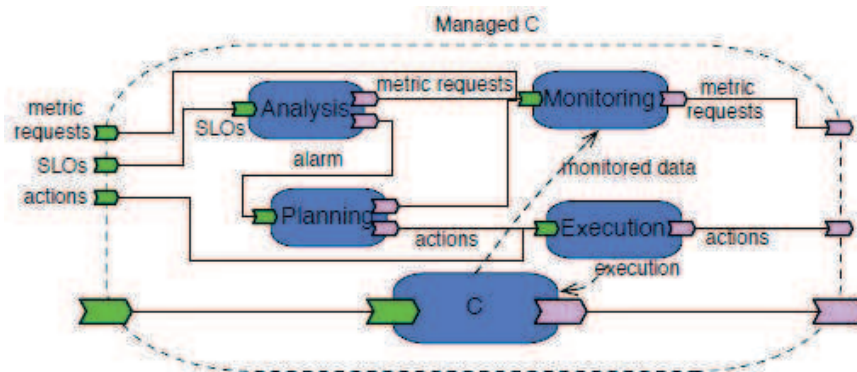 Managed C
metric
requests
SLOs
actions
Analysis
SLOs
metric requests
Monitoring
metric
requests
alarm
monitored data
Planning
actions
Execution
actions
execution
C